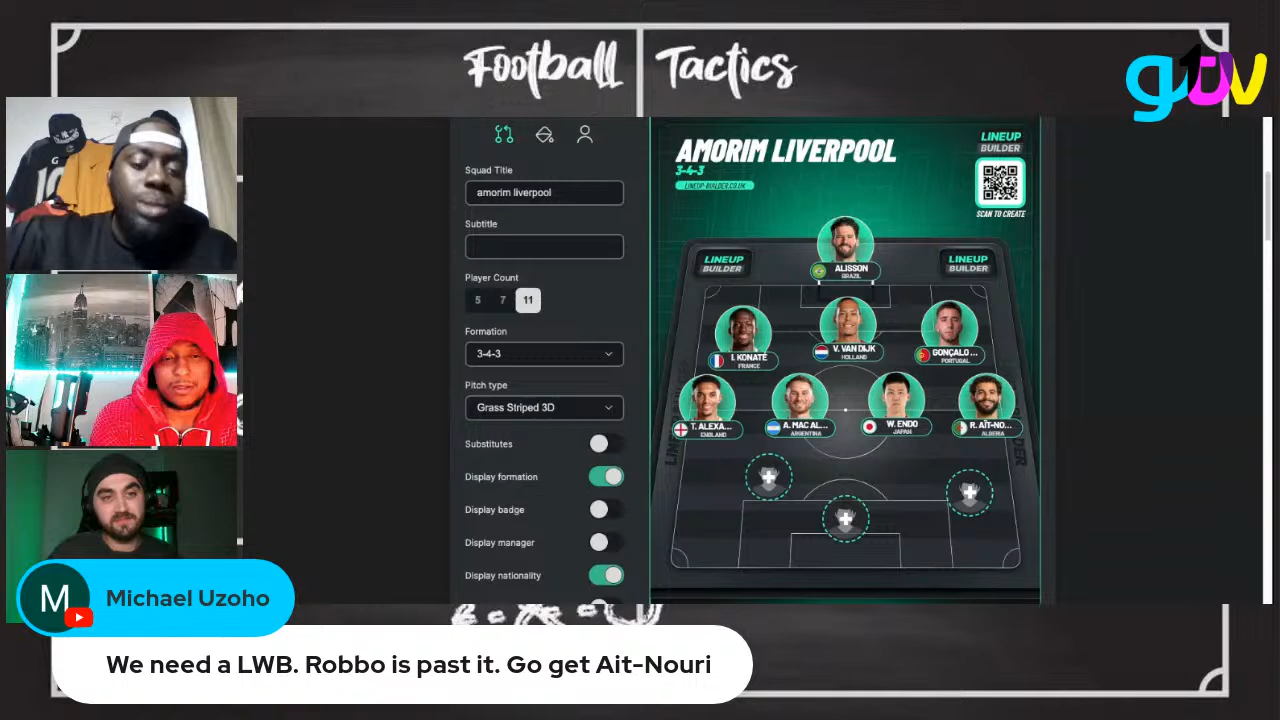 Football Tactics
g1tv
Squad Title
amorim liverpool
Subtitle
Player Count
5 7 11
Formation
3-4-3
Pitch type
Grass Striped 3D
Substitutes
Display formation
Display badge
Display manager
Display nationality
AMORIM LIVERPOOL
3-4-3
LINEUP-BUILDER.CO.UK
LINEUP
BUILDER
SCAN TO CREATE
LINEUP
BUILDER
LINEUP
BUILDER
ALISSON
BRAZIL
I. KONATÉ
FRANCE
V. VAN DIJK
HOLLAND
GONÇALO ...
PORTUGAL
T. ALEXA...
ENGLAND
A. MAC AL...
ARGENTINA
W. ENDO
JAPAN
R. AÏT-NO...
ALGERIA
M
Michael Uzoho
We need a LWB. Robbo is past it. Go get Ait-Nouri